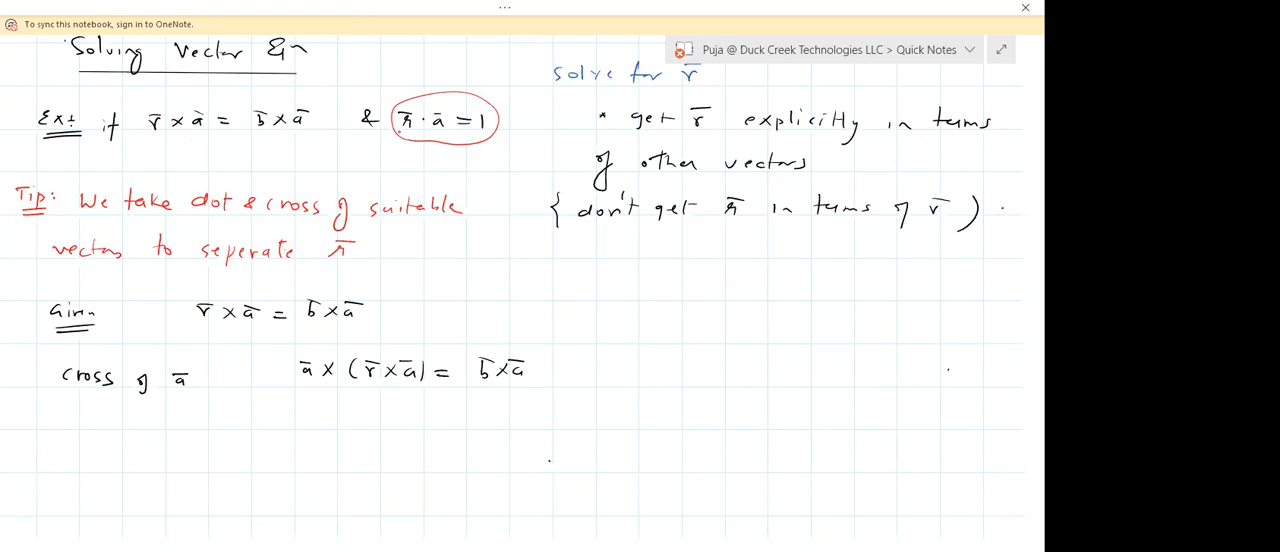 To sync this notebook, sign in to OneNote.
Puja @ Duck Creek Technologies LLC > Quick Notes
Solving Vector Eqn
Ex: if r̄ × ā = b̄ × ā & r̄ · ā = 1
Tip: We take dot & cross of suitable
vectors to seperate r̄
Given r̄ × ā = b̄ × ā
cross of ā ā × (r̄ × ā) = b̄ × ā
solve for r̄
* get r̄ explicitly in terms
of other vectors
{ don't get r̄ in terms of r̄ ) .